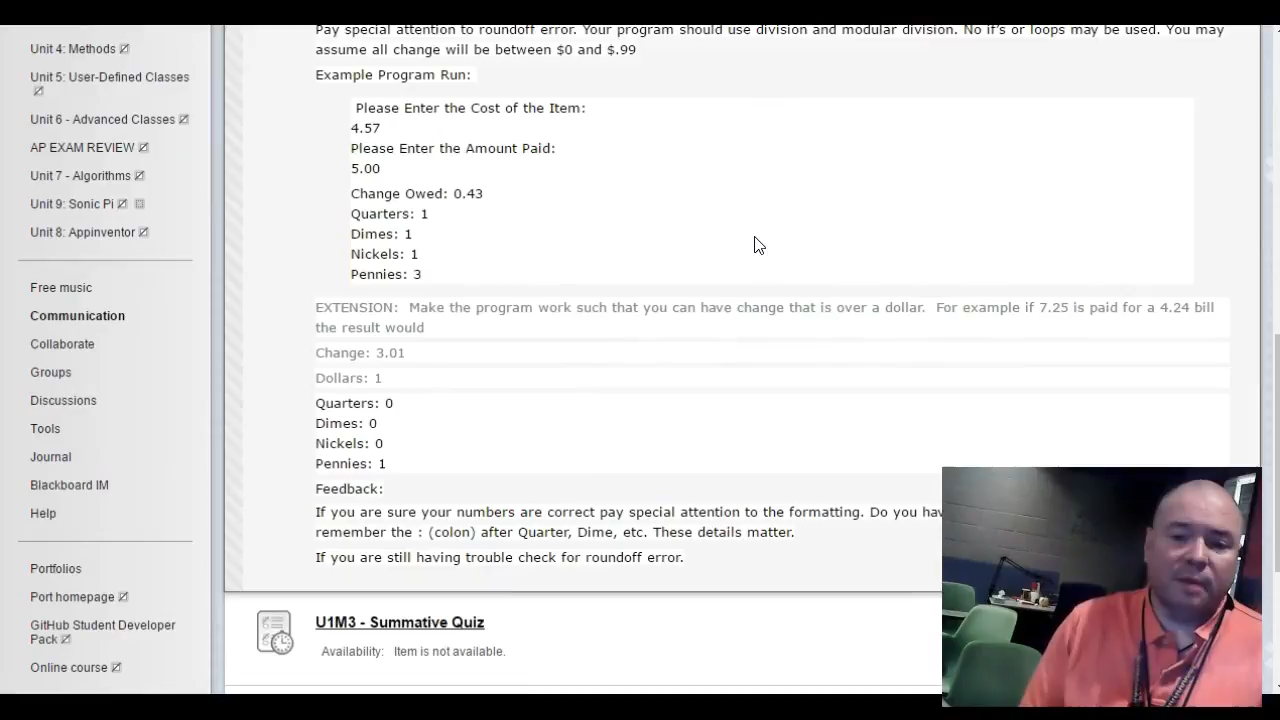 Unit 4: Methods
Unit 5: User-Defined Classes
Unit 6 - Advanced Classes
AP EXAM REVIEW
Unit 7 - Algorithms
Unit 9: Sonic Pi
Unit 8: Appinventor
Free music
Communication
Collaborate
Groups
Discussions
Tools
Journal
Blackboard IM
Help
Portfolios
Port homepage
GitHub Student Developer
Pack
Online course
Pay special attention to roundoff error. Your program should use division and modular division. No if's or loops may be used. You may
assume all change will be between $0 and $.99
Example Program Run:
Please Enter the Cost of the Item:
4.57
Please Enter the Amount Paid:
5.00
Change Owed: 0.43
Quarters: 1
Dimes: 1
Nickels: 1
Pennies: 3
EXTENSION: Make the program work such that you can have change that is over a dollar. For example if 7.25 is paid for a 4.24 bill
the result would
Change: 3.01
Dollars: 1
Quarters: 0
Dimes: 0
Nickels: 0
Pennies: 1
Feedback:
If you are sure your numbers are correct pay special attention to the formatting. Do you
remember the : (colon) after Quarter, Dime, etc. These details matter.
If you are still having trouble check for roundoff error.
U1M3 - Summative Quiz
Availability: Item is not available.